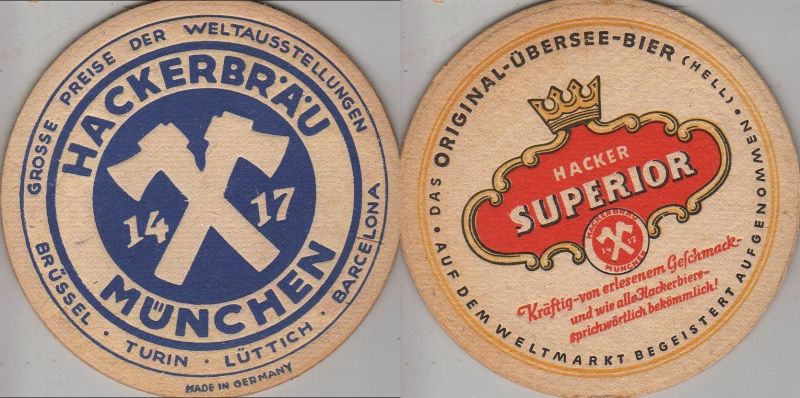 GROSSE PREISE DER WELTAUSSTELLUNGEN
BRÜSSEL · TURIN · LÜTTICH · BARCELONA
HACKERBRÄU
14 17
MÜNCHEN
MADE IN GERMANY
· DAS ORIGINAL-ÜBERSEE-BIER (HELL) ·
AUF DEM WELTMARKT BEGEISTERT AUFGENOMMEN
HACKER
SUPERIOR
HACKERBRÄU
14 17
MÜNCHEN
Kräftig-von erlesenem Geschmack-
und wie alle Hackerbiere-
sprichwörtlich bekömmlich!